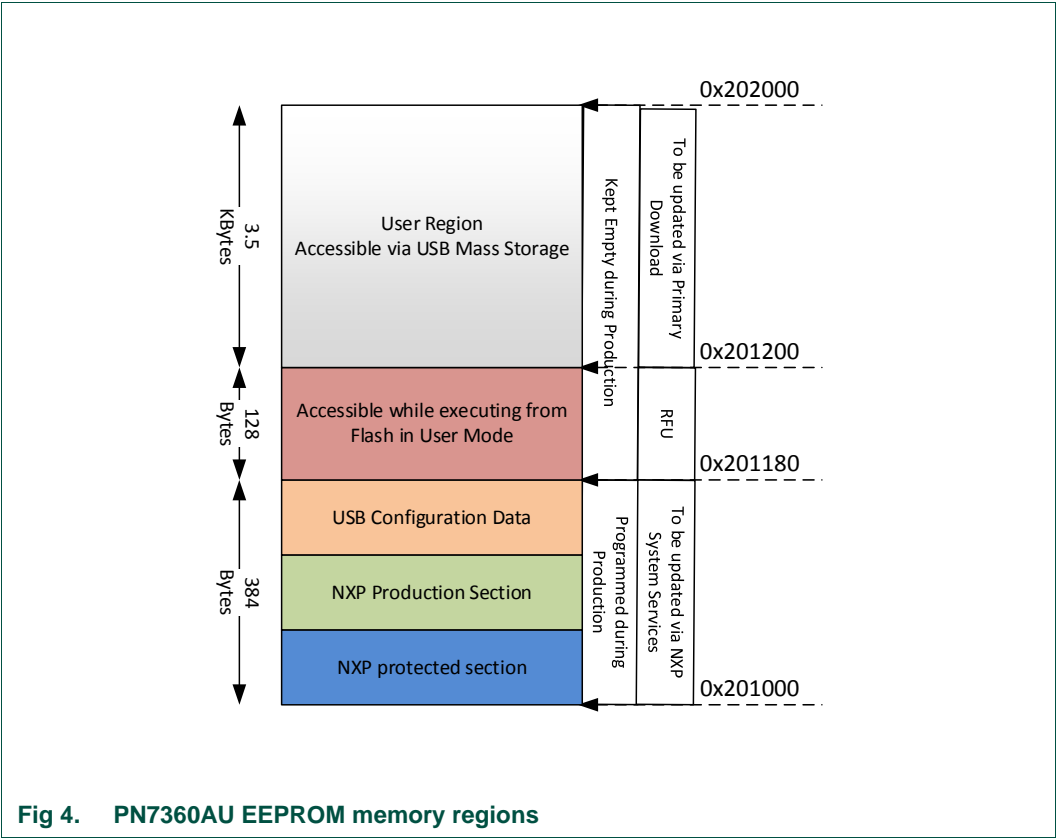 0x202000
3.5
KBytes
User Region
Accessible via USB Mass Storage
Kept Empty during Production
To be updated via Primary
Download
0x201200
128
Bytes
Accessible while executing from
Flash in User Mode
RFU
0x201180
384
Bytes
USB Configuration Data
NXP Production Section
NXP protected section
Programmed during
Production
To be updated via NXP
System Services
0x201000
Fig 4. PN7360AU EEPROM memory regions